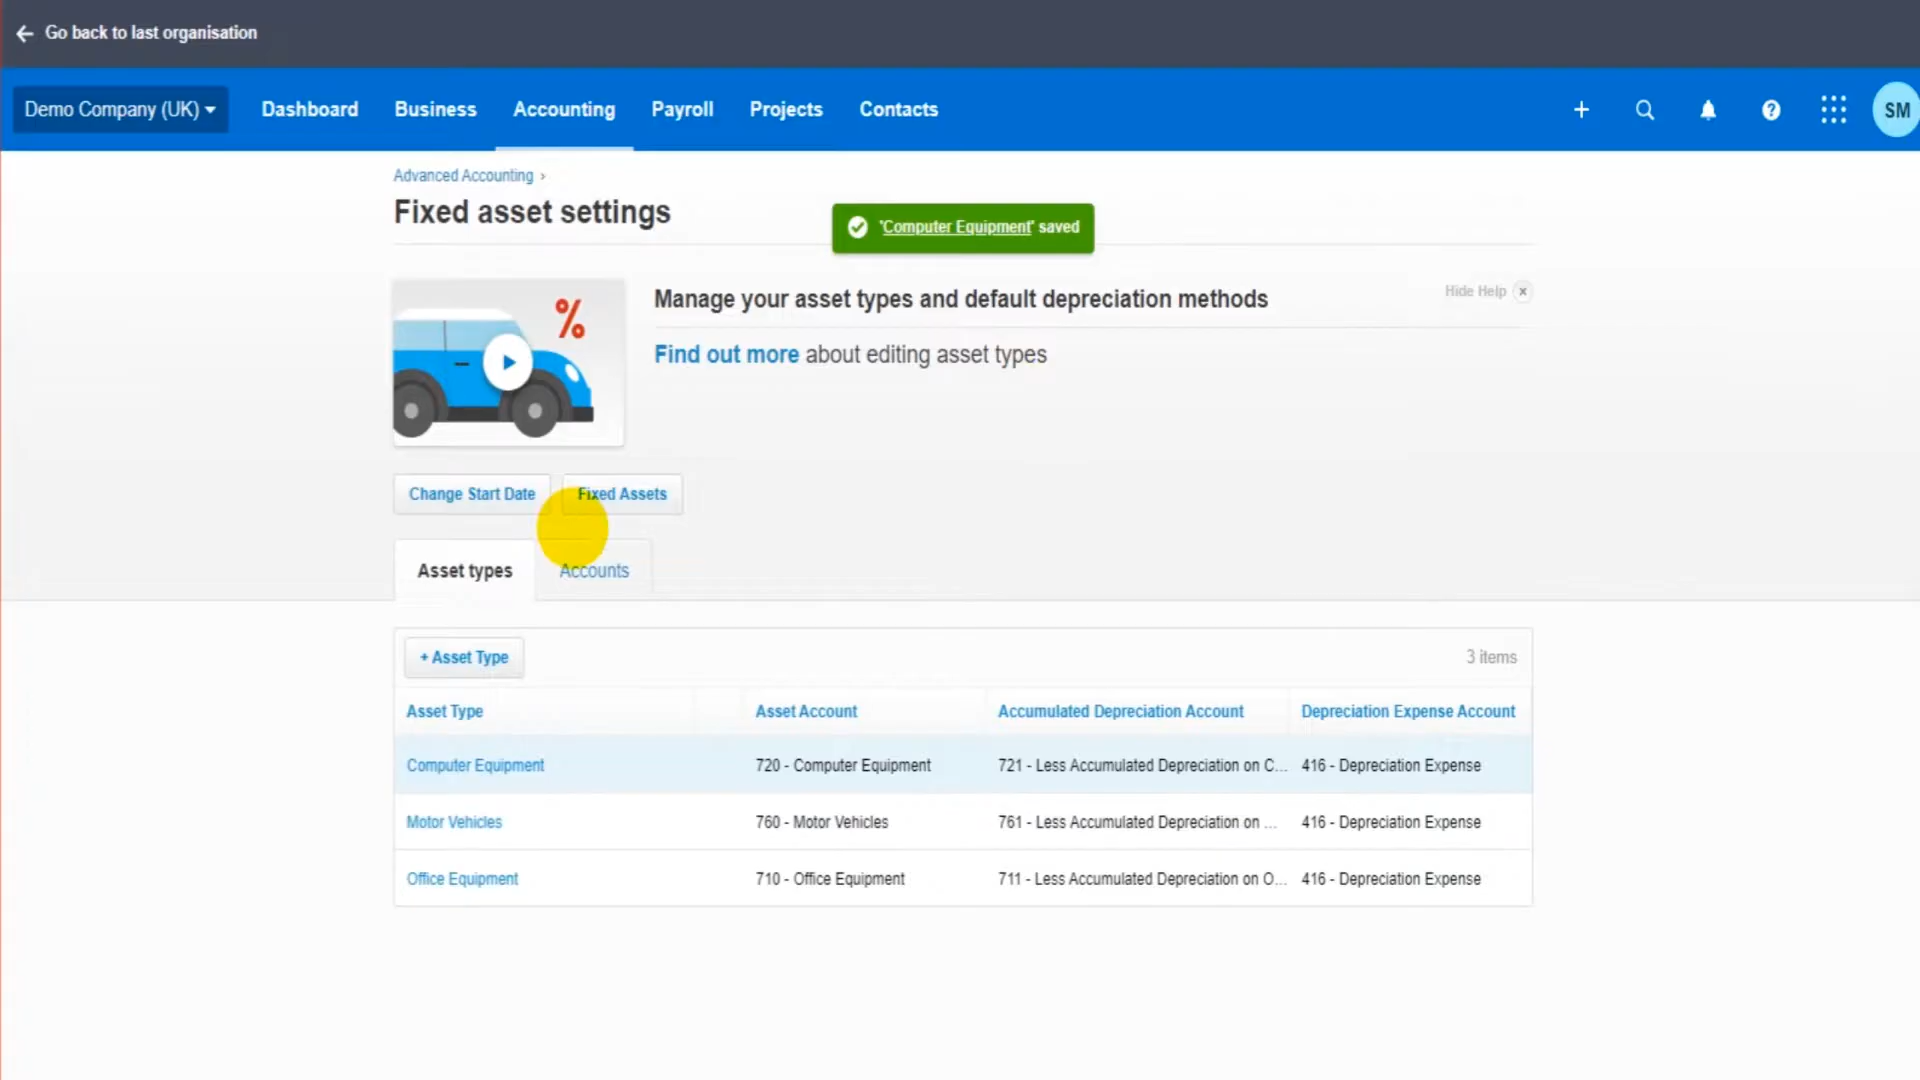 Go back to last organisation
Demo Company (UK)
Dashboard
Business
Accounting
Payroll
Projects
Contacts
SM
Advanced Accounting ›
Fixed asset settings
'Computer Equipment' saved
%
Manage your asset types and default depreciation methods
Hide Help
Find out more about editing asset types
Change Start Date
Fixed Assets
Asset types
Accounts
+ Asset Type
3 items
Asset Type Asset Account Accumulated Depreciation Account Depreciation Expense Account
Computer Equipment 720 - Computer Equipment 721 - Less Accumulated Depreciation on C... 416 - Depreciation Expense
Motor Vehicles 760 - Motor Vehicles 761 - Less Accumulated Depreciation on ... 416 - Depreciation Expense
Office Equipment 710 - Office Equipment 711 - Less Accumulated Depreciation on O... 416 - Depreciation Expense